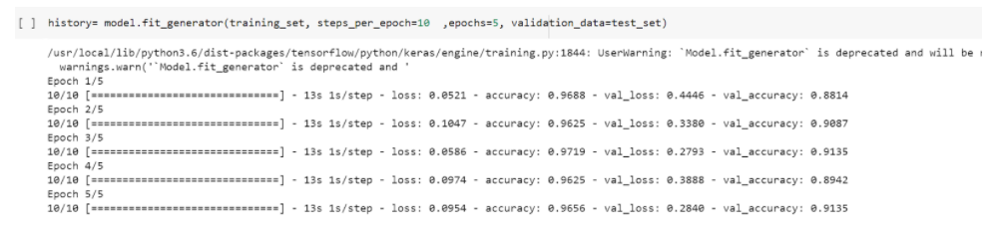 [ ] history= model.fit_generator(training_set, steps_per_epoch=10 ,epochs=5, validation_data=test_set)
/usr/local/lib/python3.6/dist-packages/tensorflow/python/keras/engine/training.py:1844: UserWarning: `Model.fit_generator` is deprecated and will be
warnings.warn('`Model.fit_generator` is deprecated and '
Epoch 1/5
10/10 [==============================] - 13s 1s/step - loss: 0.0521 - accuracy: 0.9688 - val_loss: 0.4446 - val_accuracy: 0.8814
Epoch 2/5
10/10 [==============================] - 13s 1s/step - loss: 0.1047 - accuracy: 0.9625 - val_loss: 0.3380 - val_accuracy: 0.9087
Epoch 3/5
10/10 [==============================] - 13s 1s/step - loss: 0.0586 - accuracy: 0.9719 - val_loss: 0.2793 - val_accuracy: 0.9135
Epoch 4/5
10/10 [==============================] - 13s 1s/step - loss: 0.0974 - accuracy: 0.9625 - val_loss: 0.3888 - val_accuracy: 0.8942
Epoch 5/5
10/10 [==============================] - 13s 1s/step - loss: 0.0954 - accuracy: 0.9656 - val_loss: 0.2840 - val_accuracy: 0.9135